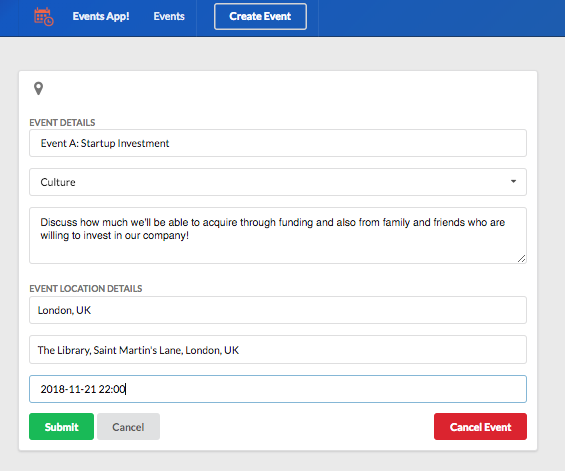 Events App!
Events
Create Event
EVENT DETAILS
Event A: Startup Investment
Culture
Discuss how much we'll be able to acquire through funding and also from family and friends who are
willing to invest in our company!
EVENT LOCATION DETAILS
London, UK
The Library, Saint Martin's Lane, London, UK
2018-11-21 22:00
Submit
Cancel
Cancel Event